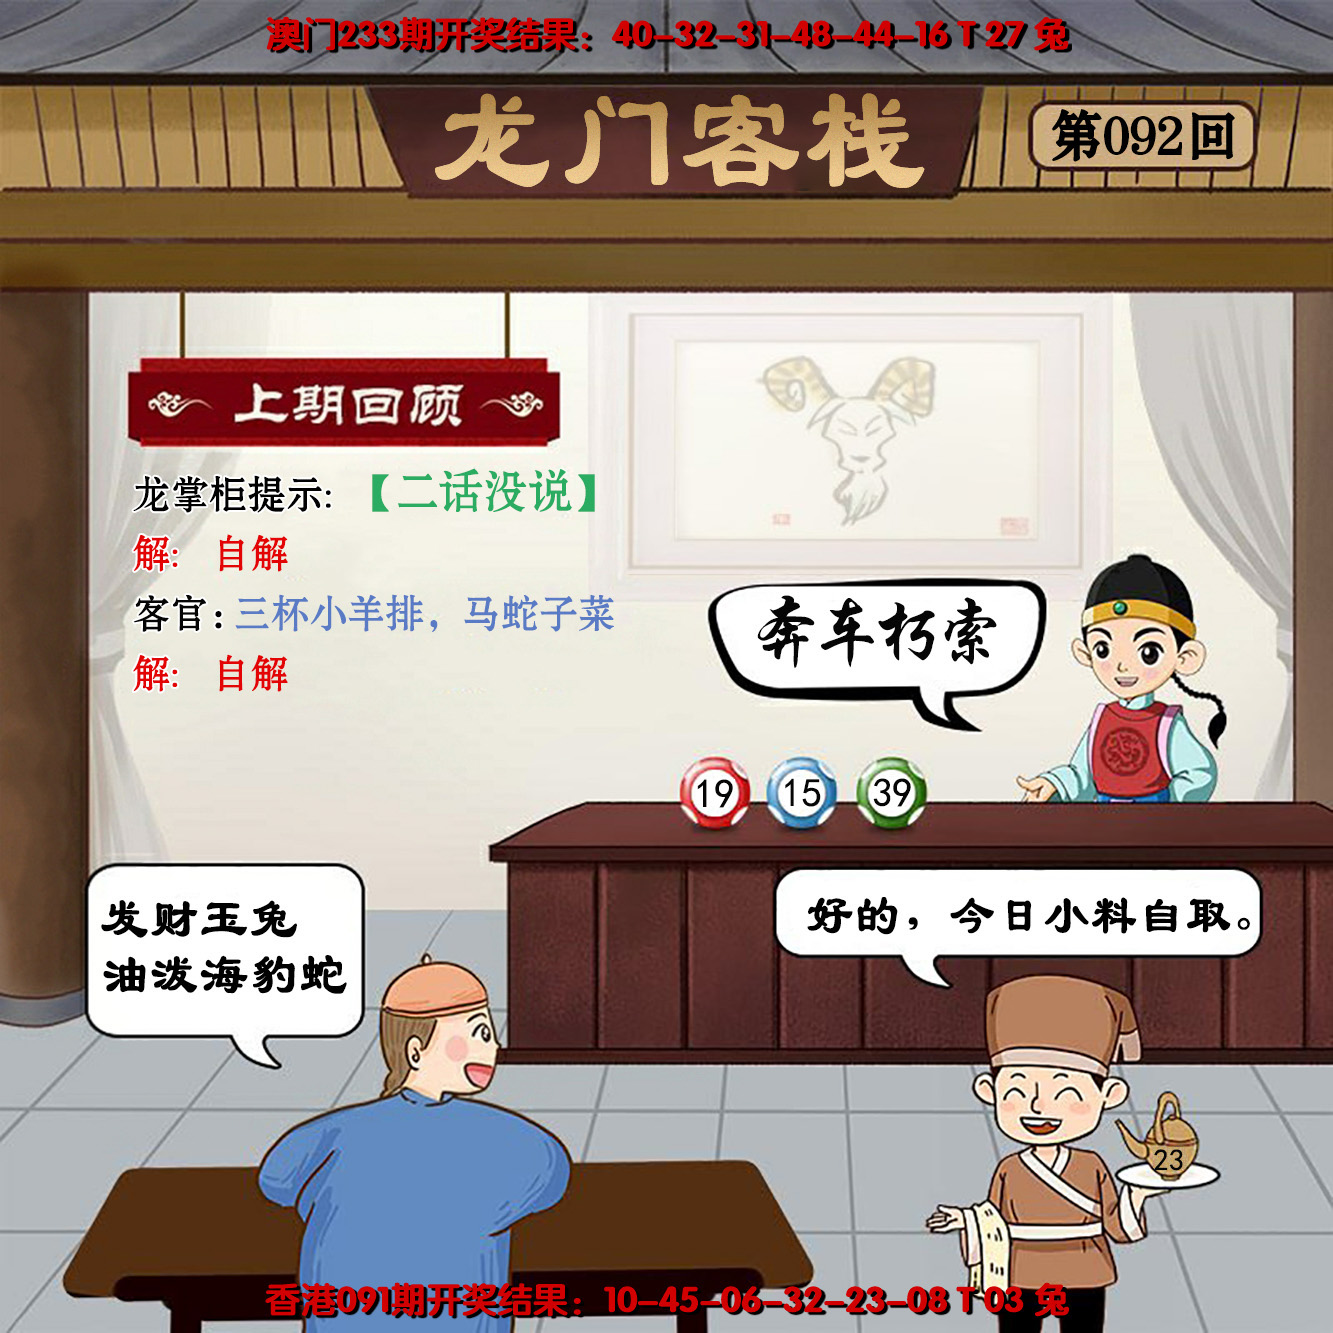 澳门233期开奖结果：40-32-31-48-44-16 T 27 兔
龙门客栈
第092回
上期回顾
龙掌柜提示:【二话没说】
解: 自解
客官:三杯小羊排，马蛇子菜
解: 自解
奔车朽索
19 15 39
发财玉兔
油泼海豹蛇
好的，今日小料自取。
23
香港091期开奖结果：10-45-06-32-23-08 T 03 兔